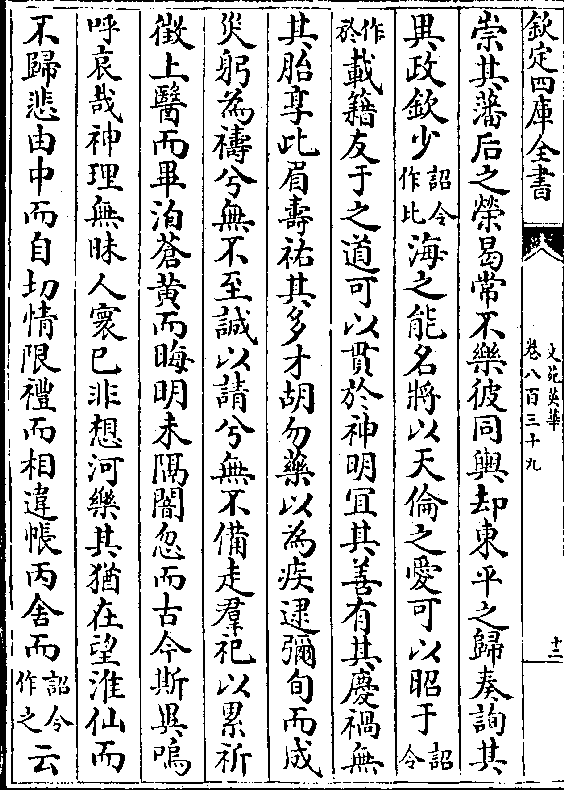 欽定四庫全書
文苑英華
卷八百三十九
十二
崇其藩后之榮曷常不樂彼同輿却東平之歸奏詢其
異政欽少詔令作比海之能名將以天倫之愛可以昭于詔令
作於載籍友于之道可以貫於神明宜其善有其慶禍無
其胎享此眉壽祐其多才胡勿藥以為疾逮彌旬而成
災躬為禱兮無不至誠以請兮無不備走羣祀以累祈
徵上醫而畢洎蒼黄而晦明未隔闇忽而古今斯異嗚
呼哀哉神理無昧人寰已非想河樂其猶在望淮仙而
不歸悲由中而自切情限禮而相違悵丙舍而詔令作之云